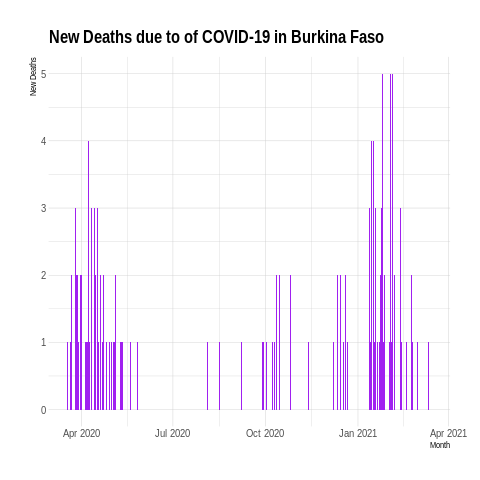 New Deaths due to of COVID-19 in Burkina Faso
New Deaths
5
4
3
2
1
0
Apr 2020 Jul 2020 Oct 2020 Jan 2021 Apr 2021
Month